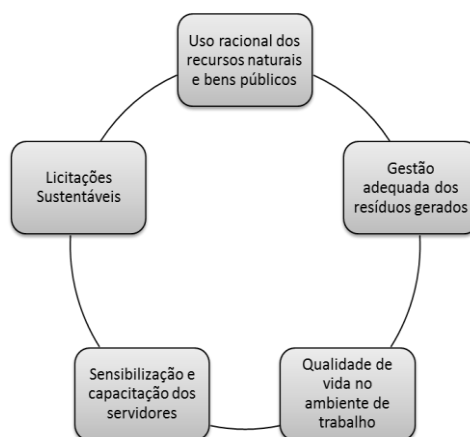 Uso racional dos
recursos naturais
e bens públicos
Gestão
adequada dos
resíduos gerados
Qualidade de
vida no
ambiente de
trabalho
Sensibilização e
capacitação dos
servidores
Licitações
Sustentáveis